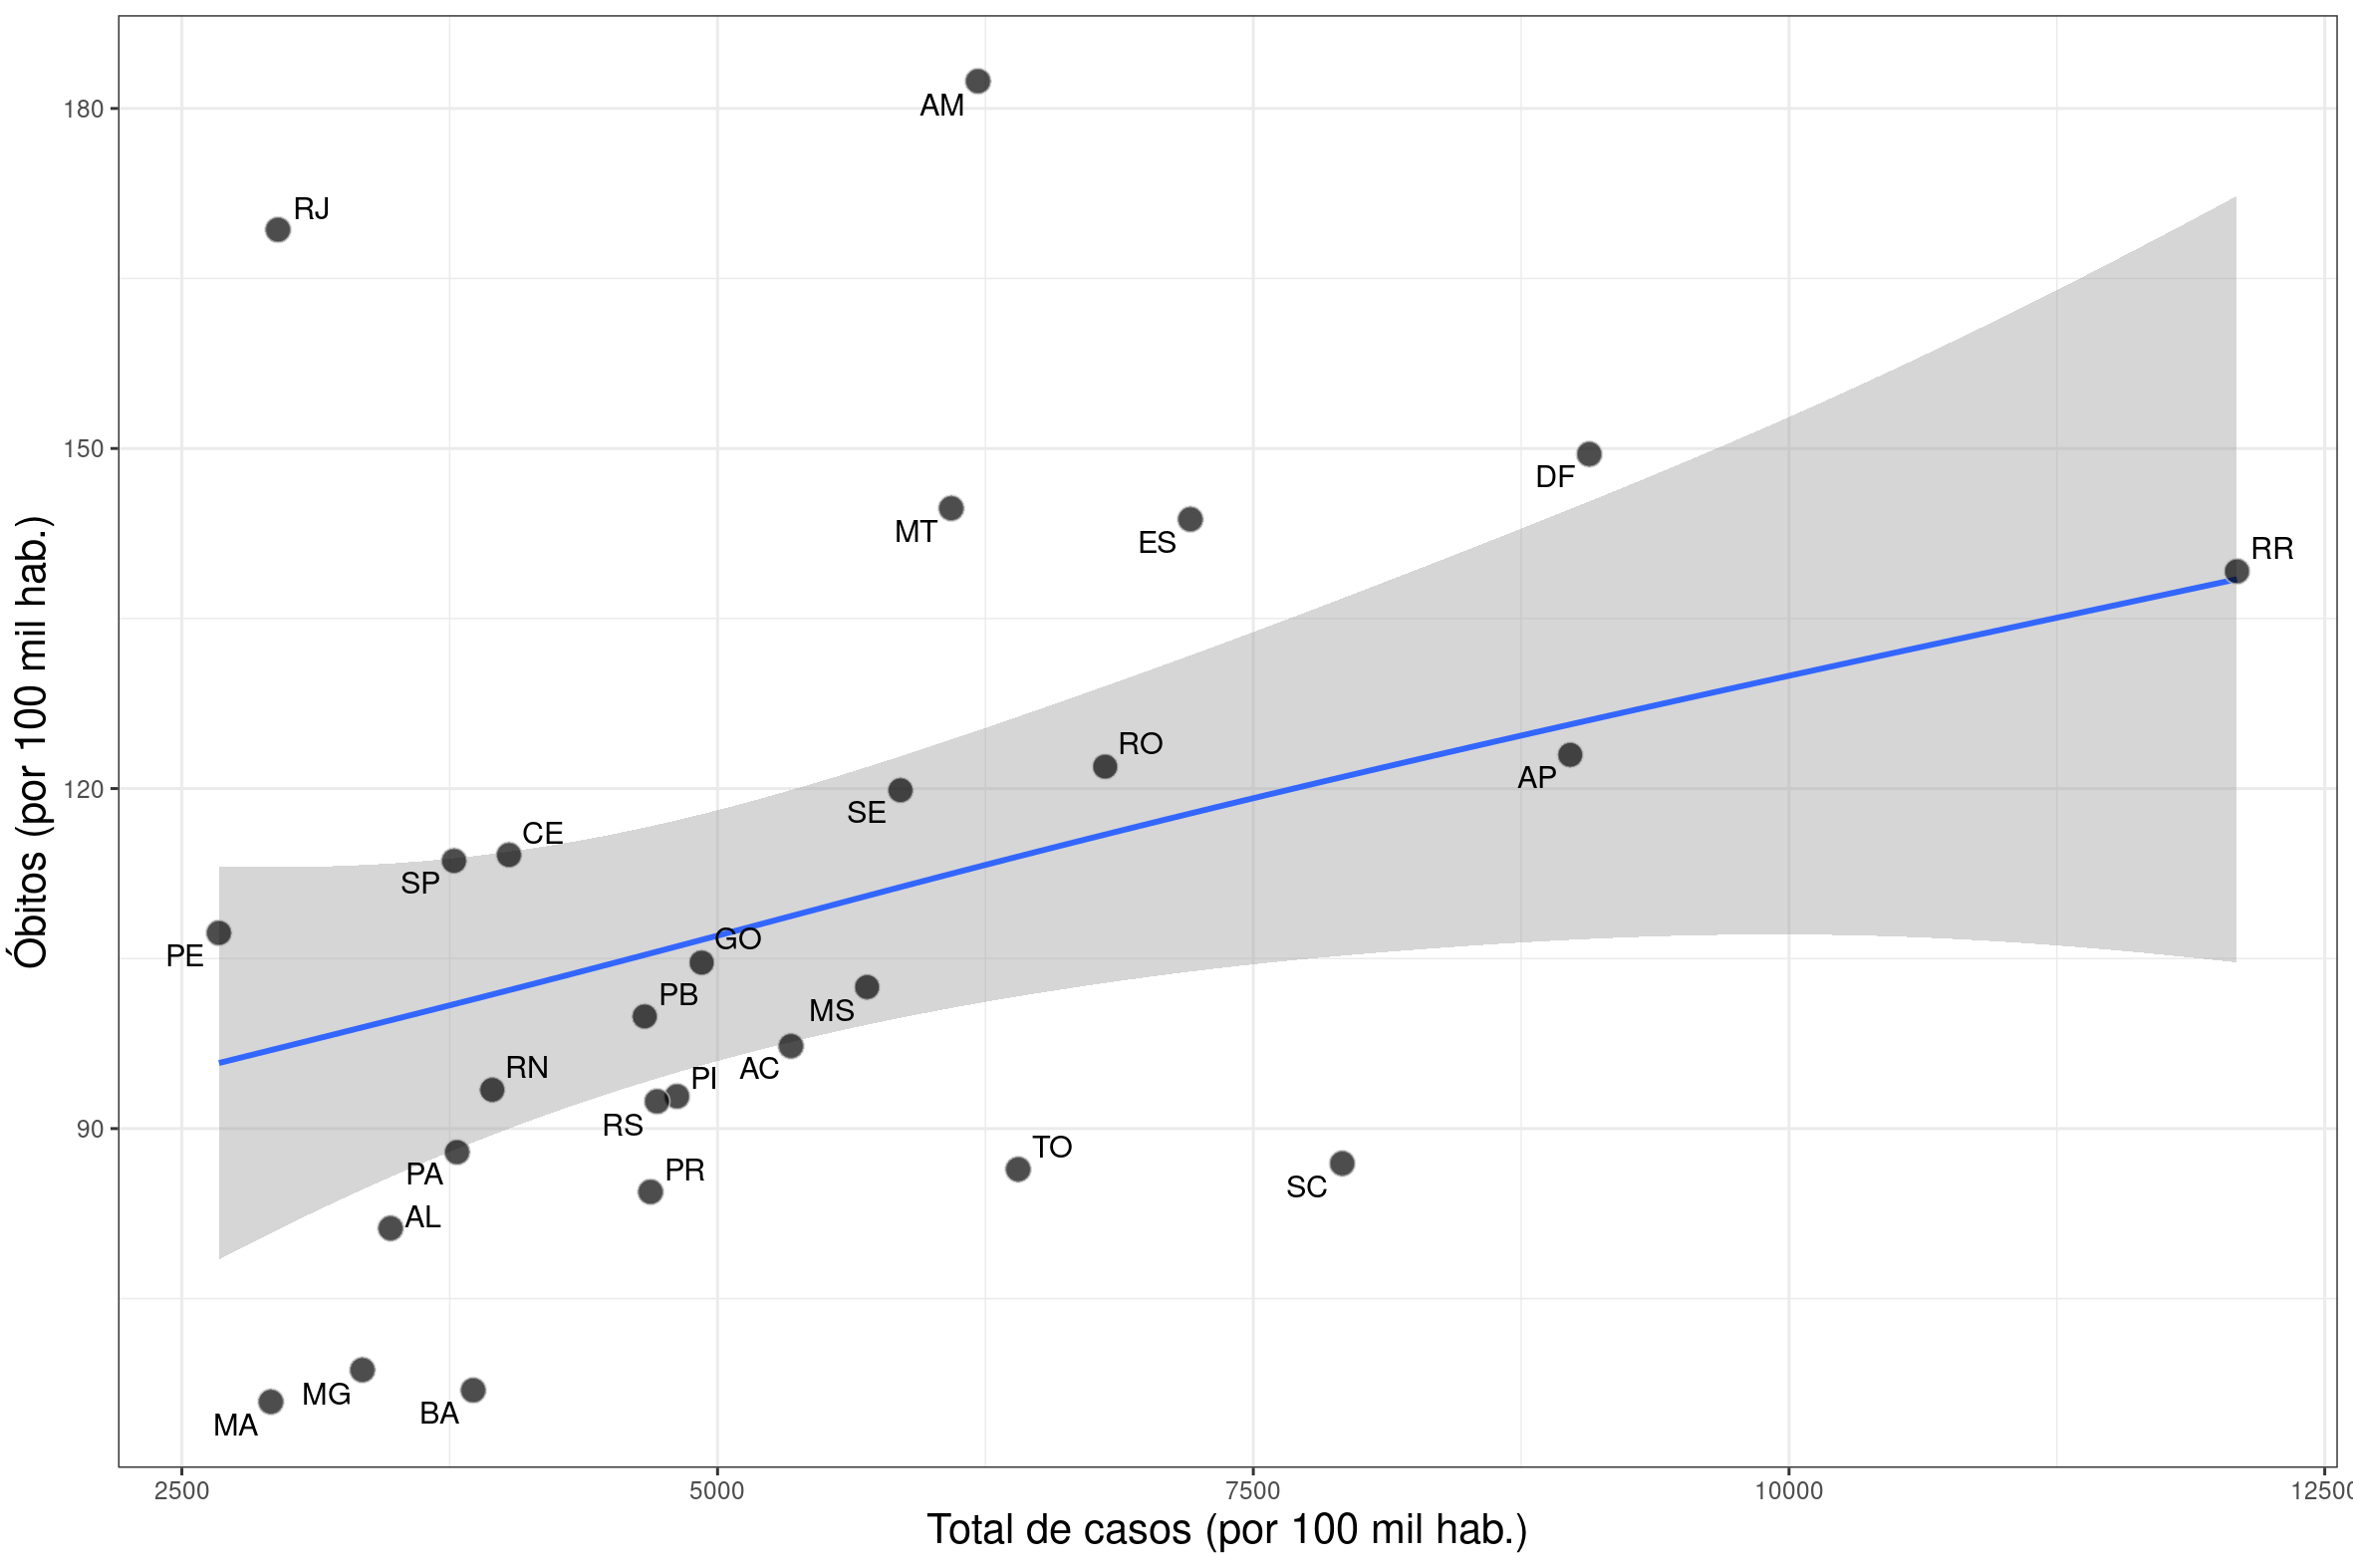 180
AM
RJ
150
DF
MT
ES
RR
RO
120
AP
SE
CE
SP
GO
PE
PB
MS
RN
AC
PI
RS
90
TO
PA
PR
SC
AL
MG
BA
MA
2500
5000
7500
10000
1250
Total de casos (por 100 mil hab.)
Óbitos (por 100 mil hab.)